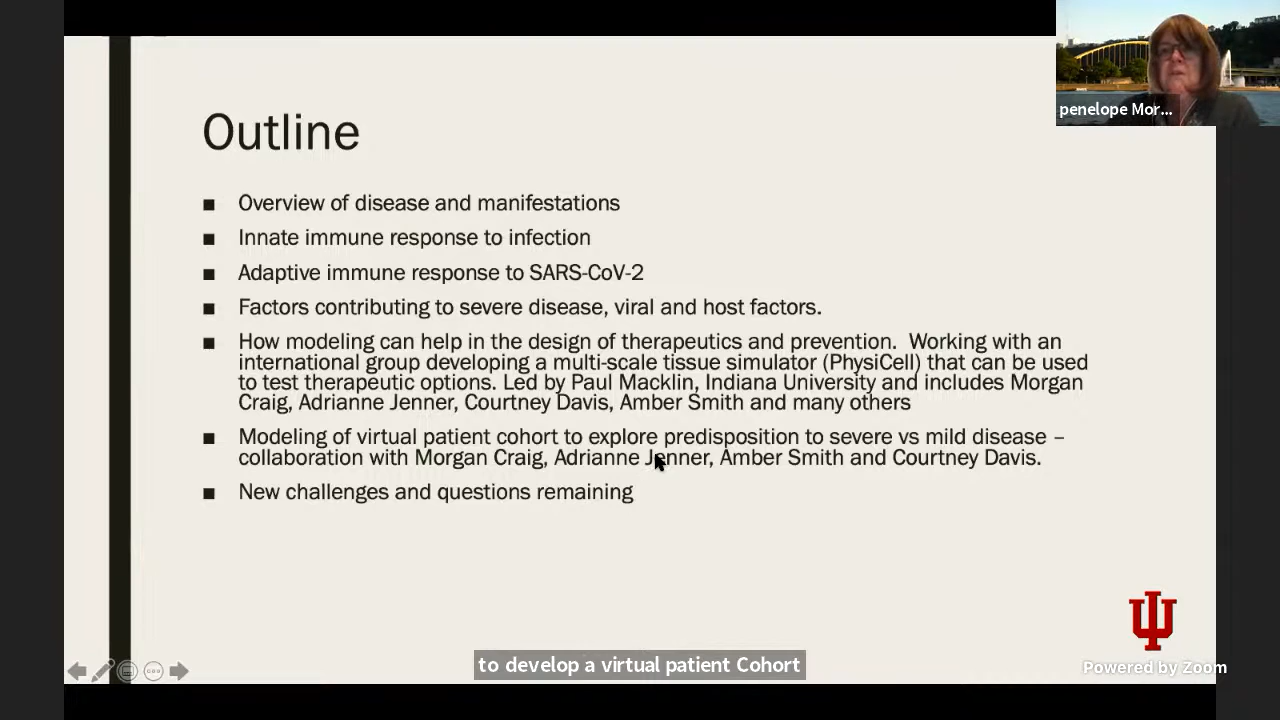 penelope Mor...
Outline
■ Overview of disease and manifestations
■ Innate immune response to infection
■ Adaptive immune response to SARS-CoV-2
■ Factors contributing to severe disease, viral and host factors.
■ How modeling can help in the design of therapeutics and prevention.  Working with an
international group developing a multi-scale tissue simulator (PhysiCell) that can be used
to test therapeutic options. Led by Paul Macklin, Indiana University and includes Morgan
Craig, Adrianne Jenner, Courtney Davis, Amber Smith and many others
■ Modeling of virtual patient cohort to explore predisposition to severe vs mild disease –
collaboration with Morgan Craig, Adrianne Jenner, Amber Smith and Courtney Davis.
■ New challenges and questions remaining
to develop a virtual patient Cohort
Powered by Zoom